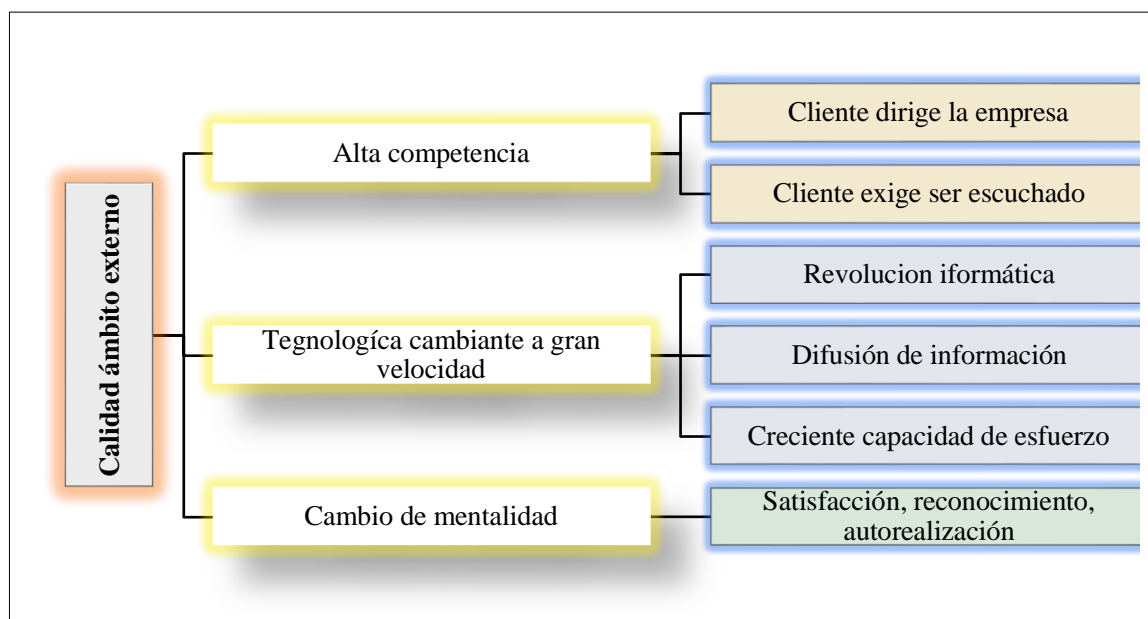 Calidad ámbito externo
Alta competencia
Cliente dirige la empresa
Cliente exige ser escuchado
Tegnologíca cambiante a gran
velocidad
Revolucion iformática
Difusión de información
Creciente capacidad de esfuerzo
Cambio de mentalidad
Satisfacción, reconocimiento,
autorealización